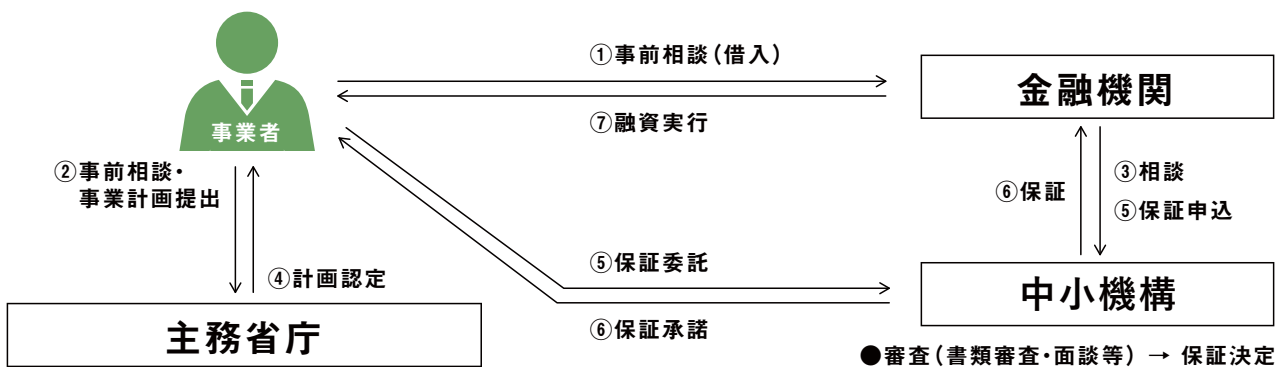 ①事前相談（借入）
金融機関
事業者
⑦融資実行
②事前相談・
事業計画提出
③相談
⑥保証
⑤保証申込
④計画認定
⑤保証委託
中小機構
主務省庁
⑥保証承諾
●審査（書類審査・面談等） → 保証決定